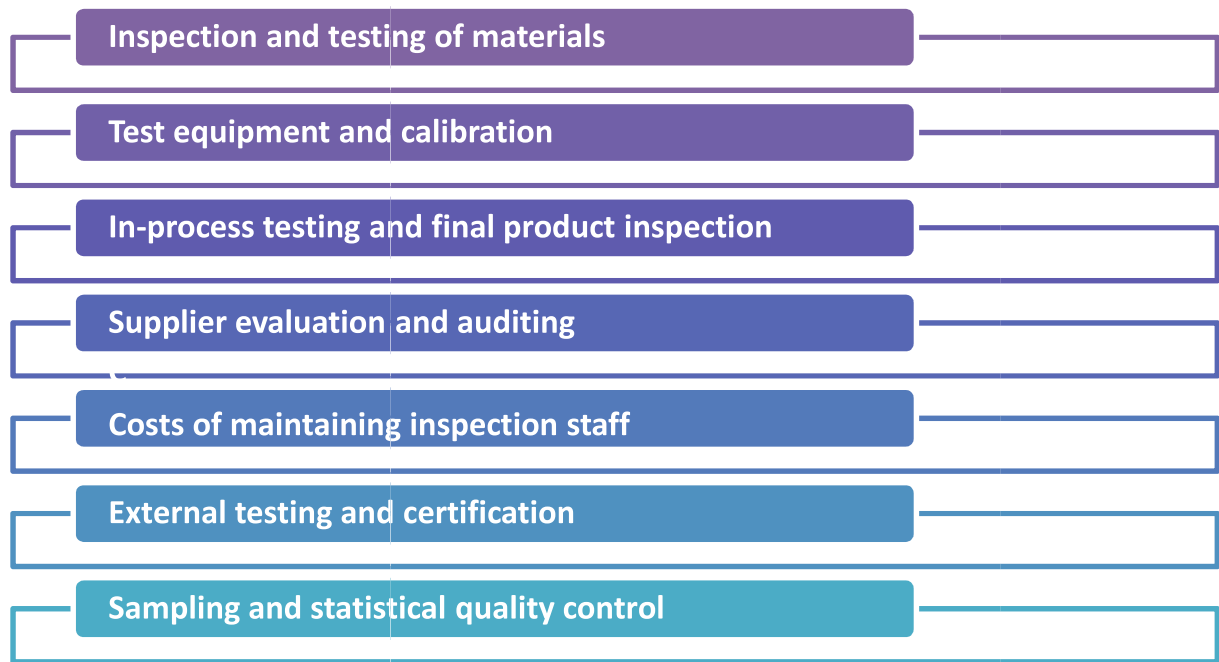 Inspection and testing of materials
Test equipment and calibration
In-process testing and final product inspection
Supplier evaluation and auditing
Costs of maintaining inspection staff
External testing and certification
Sampling and statistical quality control